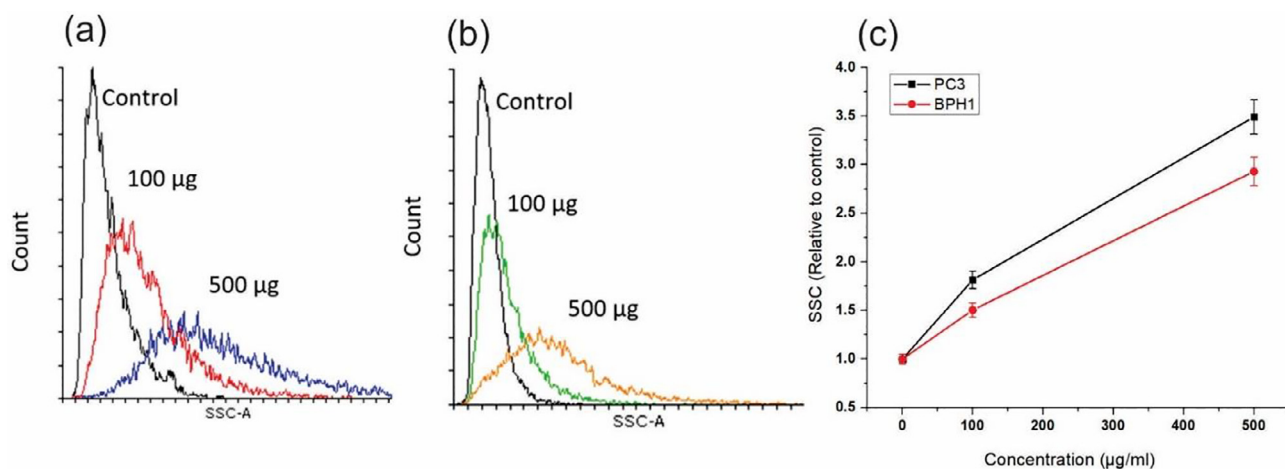 (a)
Control
100 µg
500 µg
Count
SSC-A
(b)
Control
100 µg
500 µg
Count
SSC-A
(c)
PC3
BPH1
4.0
3.5
3.0
2.5
2.0
1.5
1.0
0.5
SSC (Relative to control)
0 100 200 300 400 500
Concentration (µg/ml)